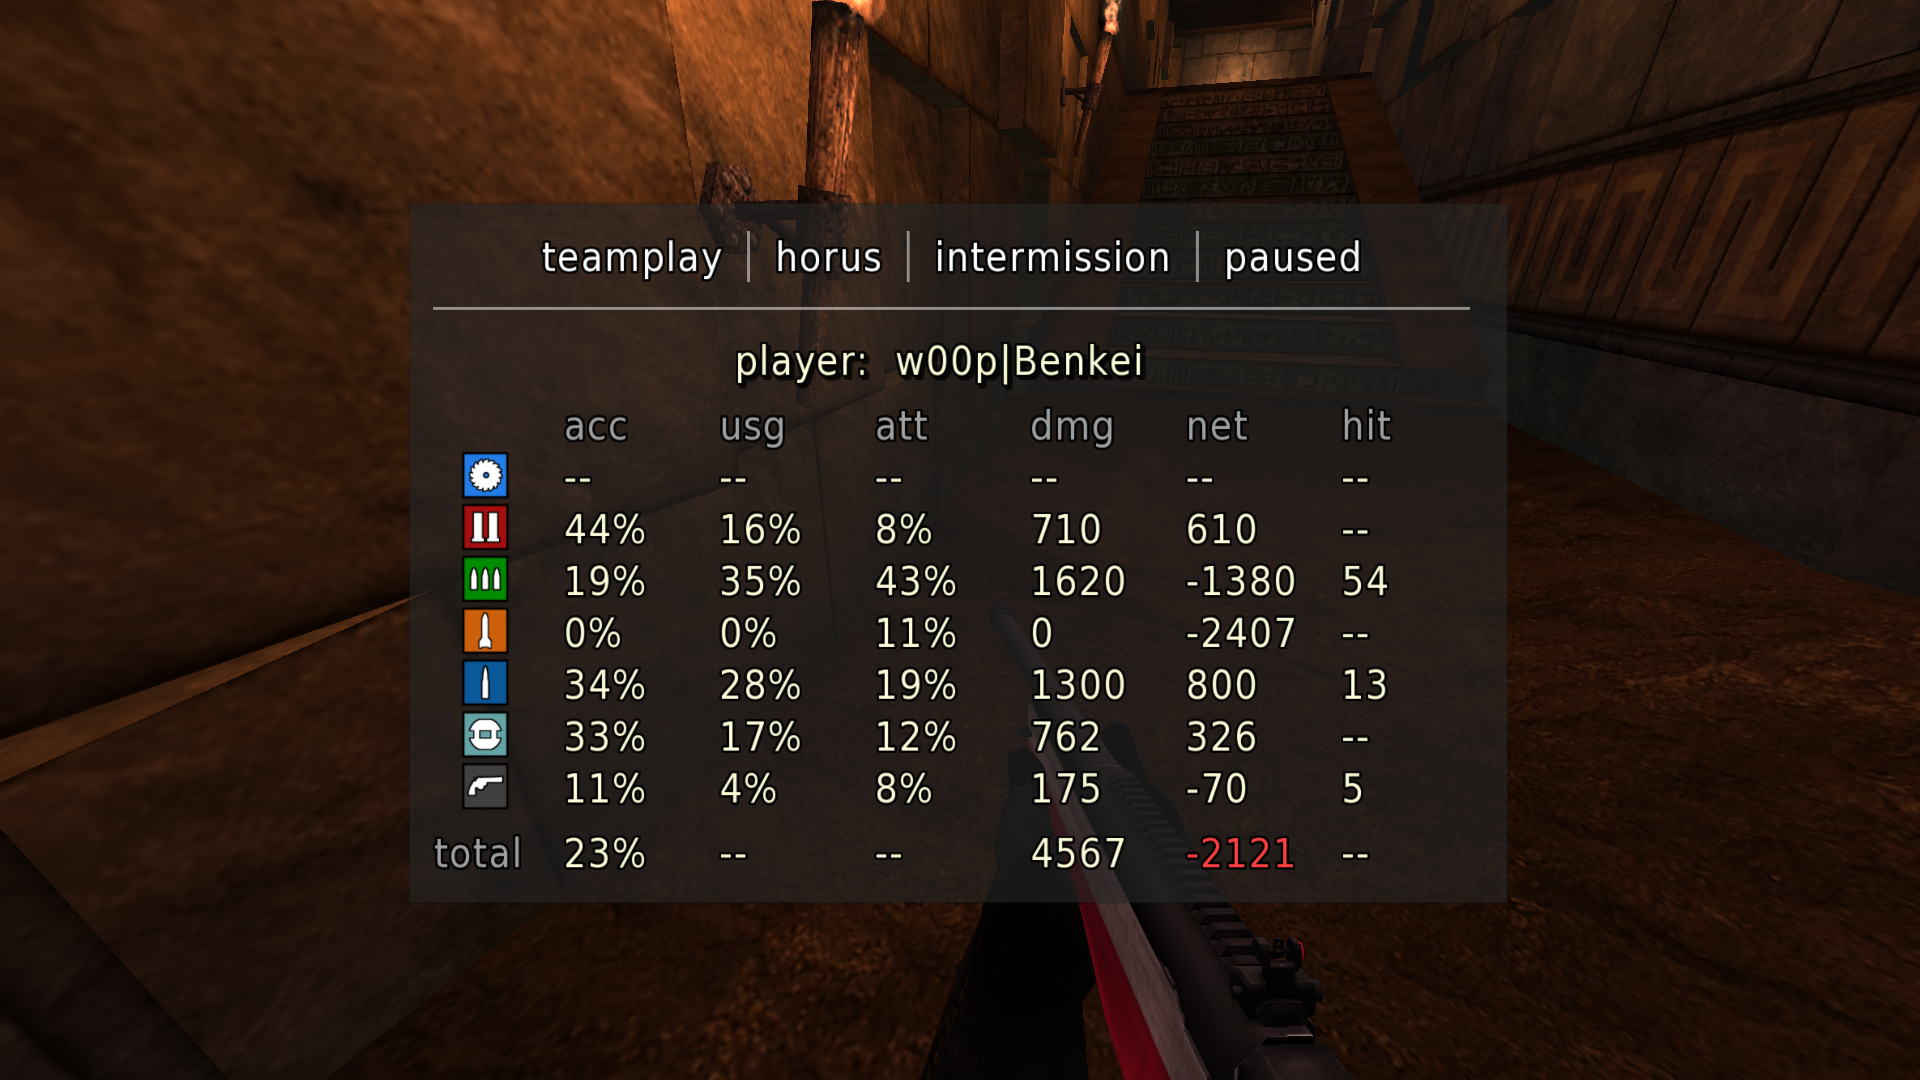 teamplay | horus | intermission | paused
player: w00p|Benkei
acc usg att dmg net hit
-- -- -- -- -- --
44% 16% 8% 710 610 --
19% 35% 43% 1620 -1380 54
0% 0% 11% 0 -2407 --
34% 28% 19% 1300 800 13
33% 17% 12% 762 326 --
11% 4% 8% 175 -70 5
total 23% -- -- 4567 -2121 --